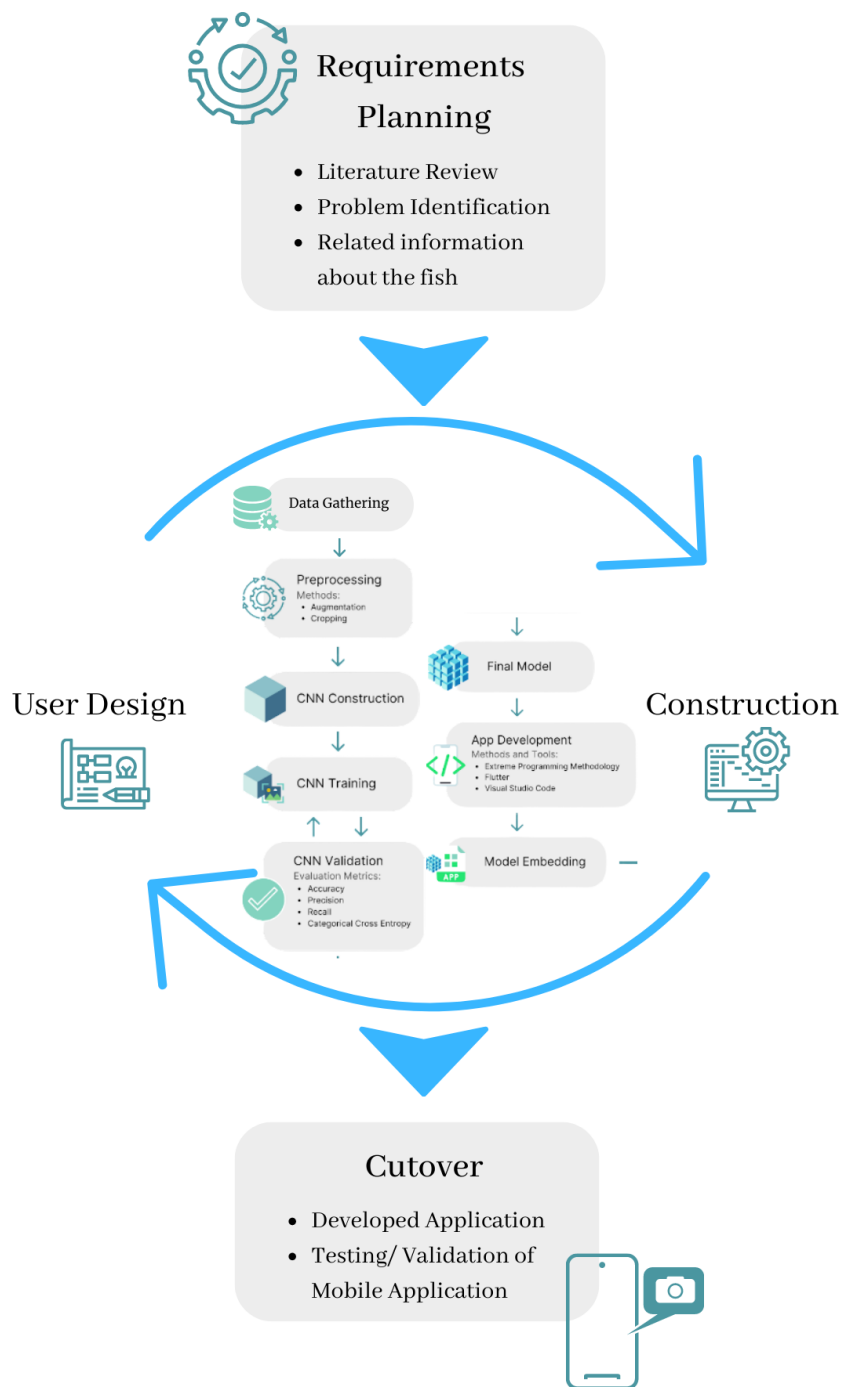 Requirements
Planning
• Literature Review
• Problem Identification
• Related information
about the fish
Data Gathering
Preprocessing
Methods:
• Augmentation
• Cropping
CNN Construction
CNN Training
CNN Validation
Evaluation Metrics:
• Accuracy
• Precision
• Recall
• Categorical Cross Entropy
Final Model
App Development
Methods and Tools:
• Extreme Programming Methodology
• Flutter
• Visual Studio Code
Model Embedding
APP
User Design
Construction
Cutover
• Developed Application
• Testing/ Validation of
Mobile Application